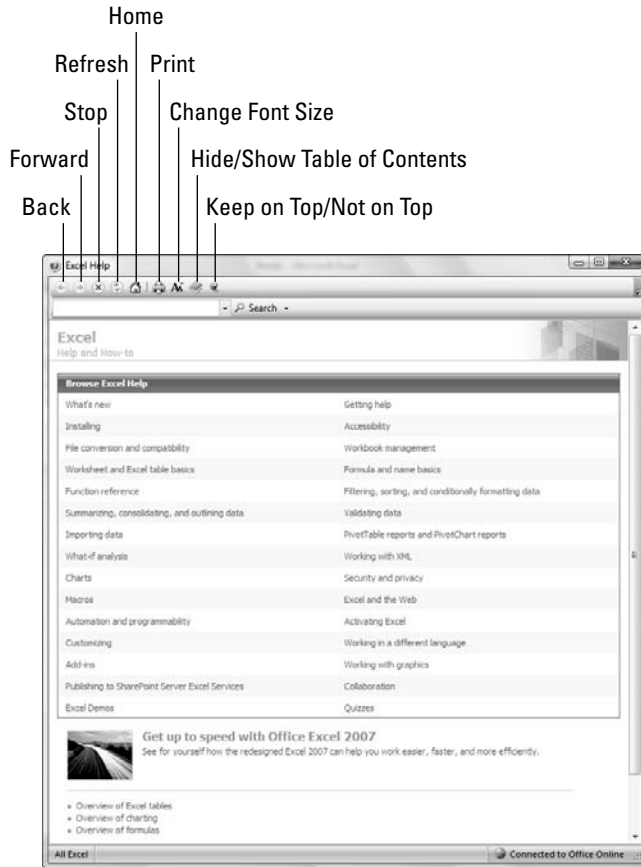 Home
Refresh Print
Stop Change Font Size
Forward Hide/Show Table of Contents
Back Keep on Top/Not on Top
Excel Help
Search
Excel
Help and How-to
Browse Excel Help
What's new Getting help
Installing Accessibility
File conversion and compatibility Workbook management
Worksheet and Excel table basics Formula and name basics
Function reference Filtering, sorting, and conditionally formatting data
Summarizing, consolidating, and outlining data Validating data
Importing data PivotTable reports and PivotChart reports
What-if analysis Working with XML
Charts Security and privacy
Macros Excel and the Web
Automation and programmability Activating Excel
Customizing Working in a different language
Add-ins Working with graphics
Publishing to SharePoint Server Excel Services Collaboration
Excel Demos Quizzes
Get up to speed with Office Excel 2007
See for yourself how the redesigned Excel 2007 can help you work easier, faster, and more efficiently.
Overview of Excel tables
Overview of charting
Overview of formulas
All Excel Connected to Office Online